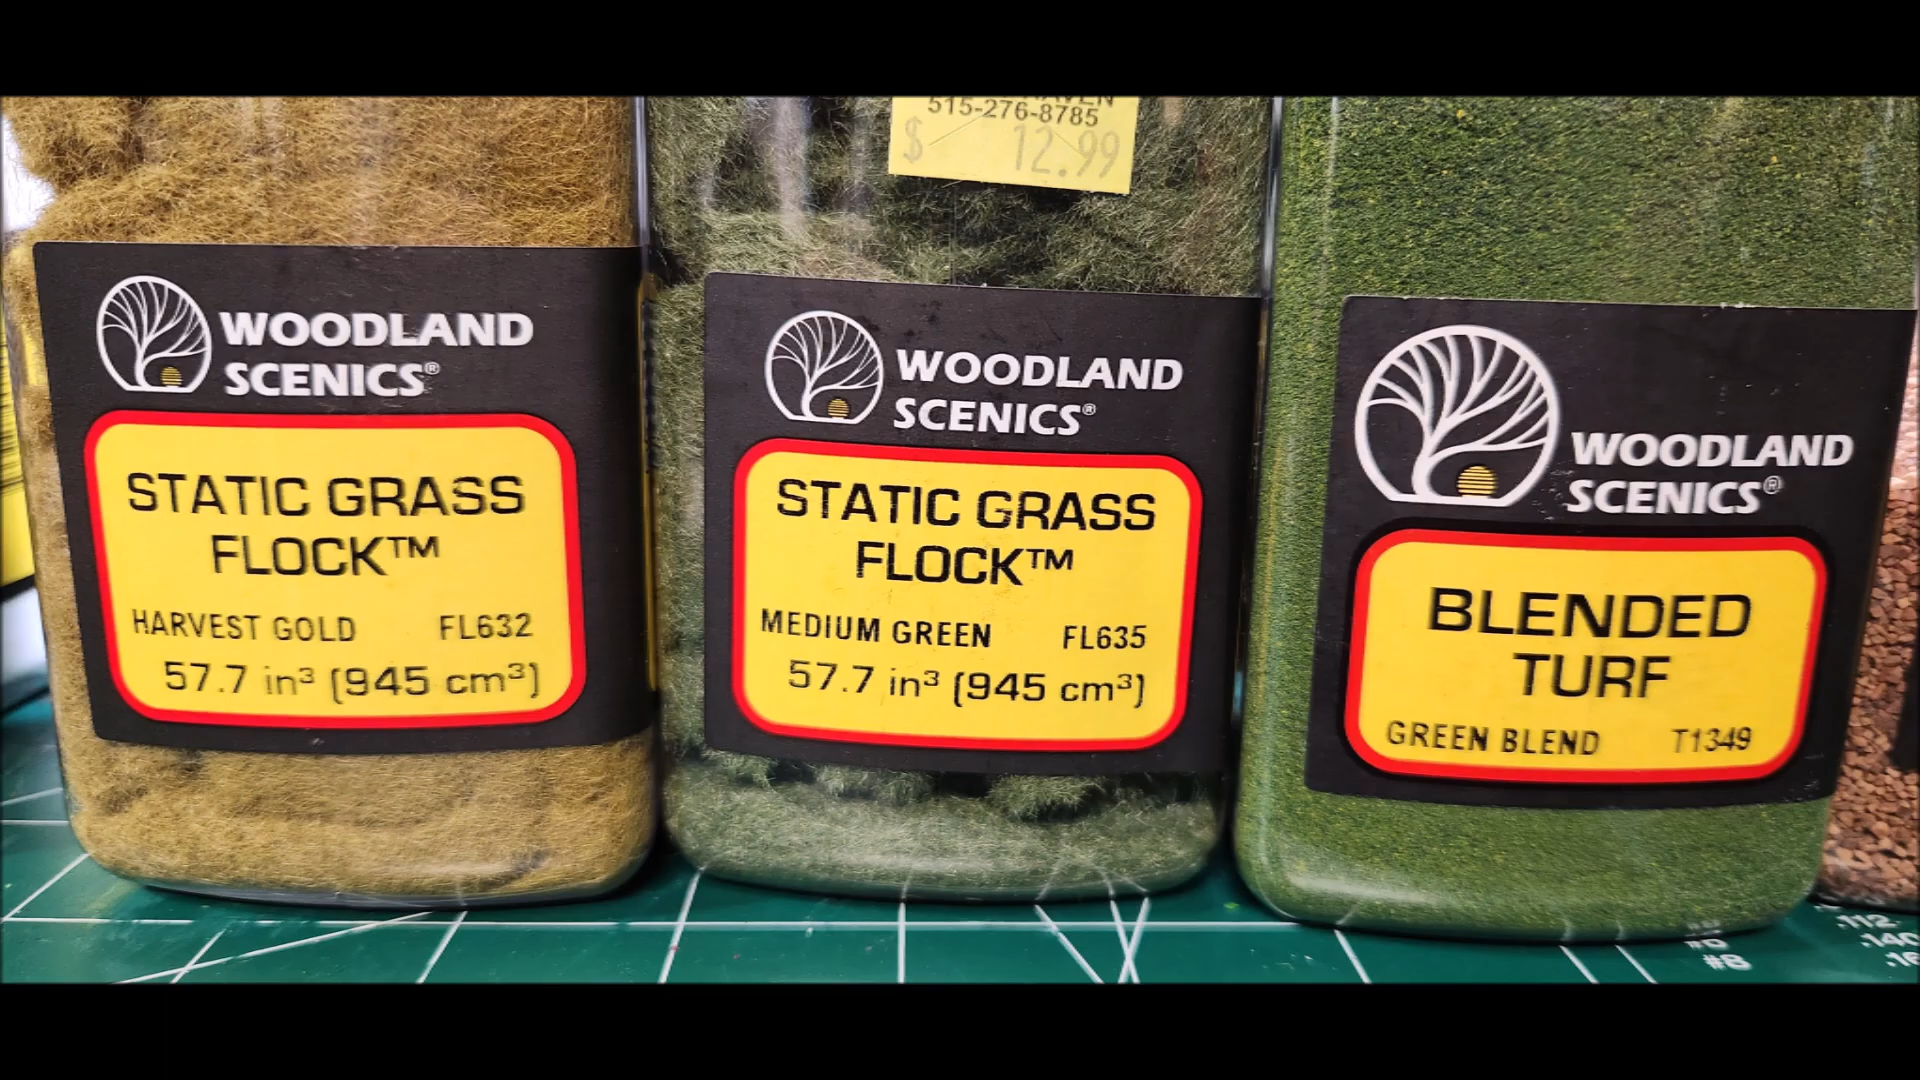 WOODLAND
SCENICS®
STATIC GRASS
FLOCK™
HARVEST GOLD FL632
57.7 in³ (945 cm³)
515-276-8785
$ 12.99
WOODLAND
SCENICS®
STATIC GRASS
FLOCK™
MEDIUM GREEN FL635
57.7 in³ (945 cm³)
WOODLAND
SCENICS®
BLENDED
TURF
GREEN BLEND T1349
#8
.112